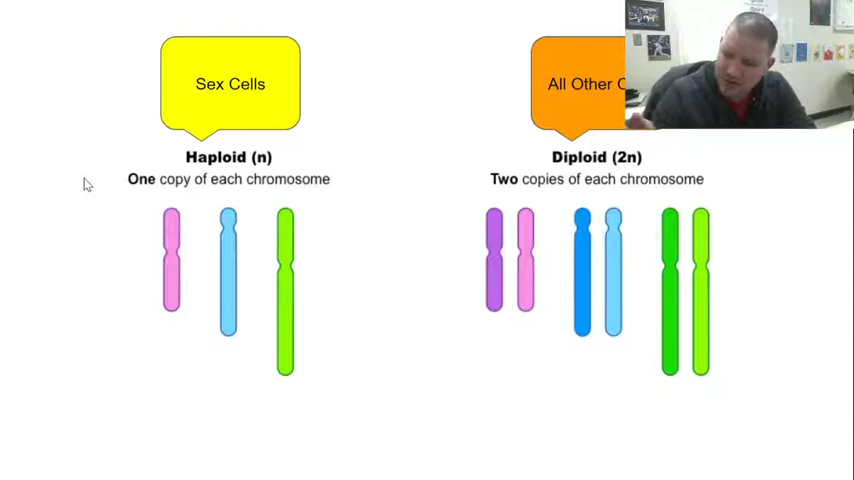 Sex Cells
All Other
Haploid (n)
One copy of each chromosome
Diploid (2n)
Two copies of each chromosome